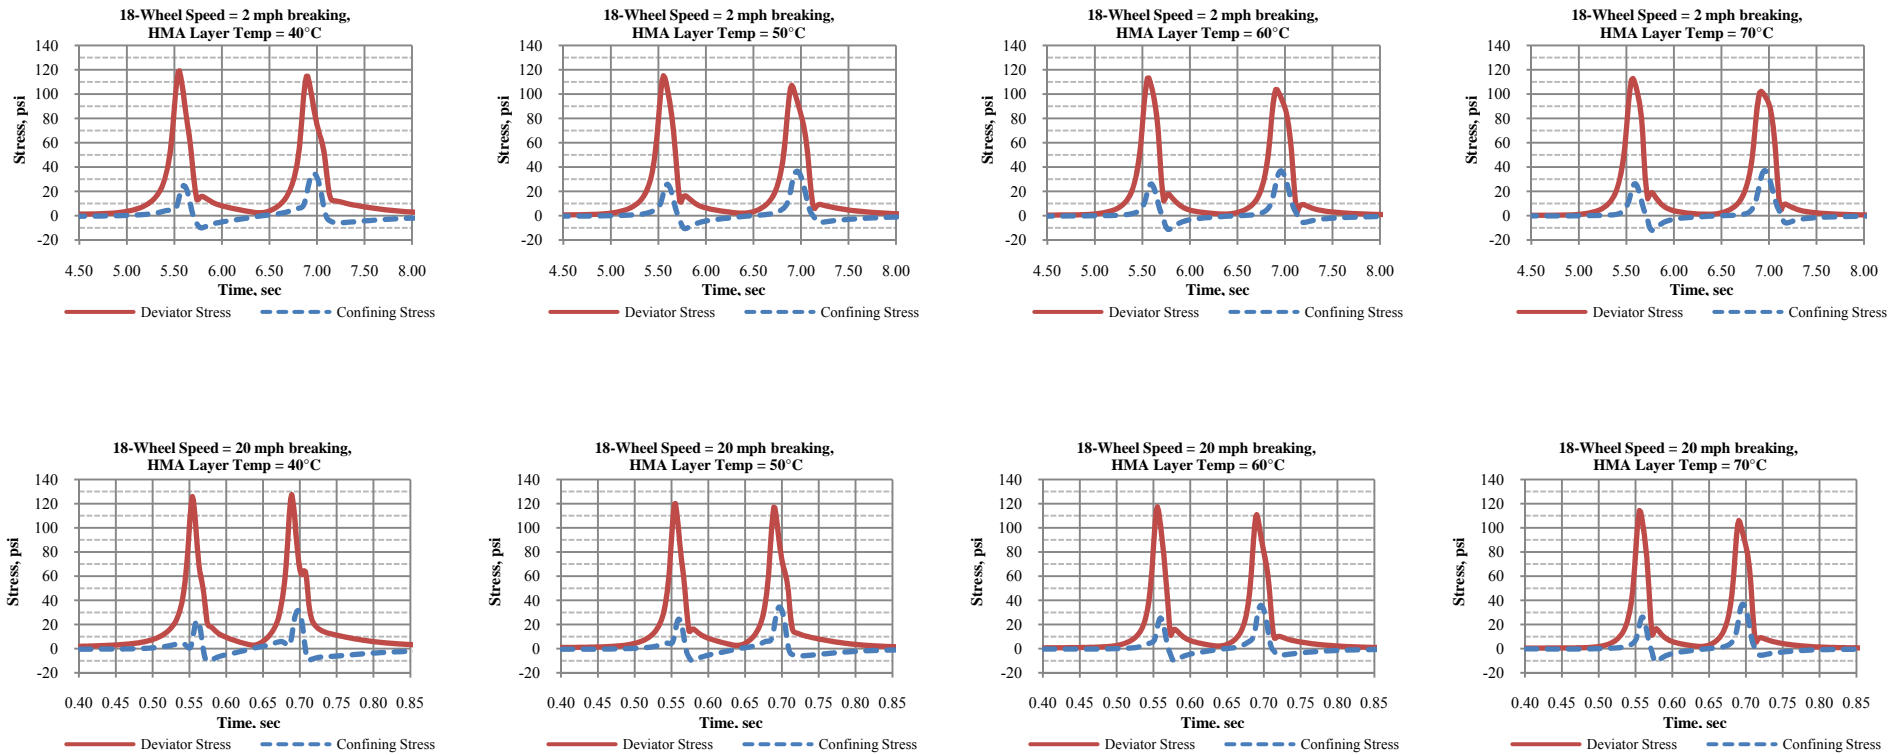 18-Wheel Speed = 2 mph breaking,
HMA Layer Temp = 40°C
140
120
100
80
60
40
20
0
-20
Stress, psi
4.50 5.00 5.50 6.00 6.50 7.00 7.50 8.00
Time, sec
Deviator Stress Confining Stress
18-Wheel Speed = 2 mph breaking,
HMA Layer Temp = 50°C
140
120
100
80
60
40
20
0
-20
Stress, psi
4.50 5.00 5.50 6.00 6.50 7.00 7.50 8.00
Time, sec
Deviator Stress Confining Stress
18-Wheel Speed = 2 mph breaking,
HMA Layer Temp = 60°C
140
120
100
80
60
40
20
0
-20
Stress, psi
4.50 5.00 5.50 6.00 6.50 7.00 7.50 8.00
Time, sec
Deviator Stress Confining Stress
18-Wheel Speed = 2 mph breaking,
HMA Layer Temp = 70°C
140
120
100
80
60
40
20
0
-20
Stress, psi
4.50 5.00 5.50 6.00 6.50 7.00 7.50 8.00
Time, sec
Deviator Stress Confining Stress
18-Wheel Speed = 20 mph breaking,
HMA Layer Temp = 40°C
140
120
100
80
60
40
20
0
-20
Stress, psi
0.40 0.45 0.50 0.55 0.60 0.65 0.70 0.75 0.80 0.85
Time, sec
Deviator Stress Confining Stress
18-Wheel Speed = 20 mph breaking,
HMA Layer Temp = 50°C
140
120
100
80
60
40
20
0
-20
Stress, psi
0.40 0.45 0.50 0.55 0.60 0.65 0.70 0.75 0.80 0.85
Time, sec
Deviator Stress Confining Stress
18-Wheel Speed = 20 mph breaking,
HMA Layer Temp = 60°C
140
120
100
80
60
40
20
0
-20
Stress, psi
0.40 0.45 0.50 0.55 0.60 0.65 0.70 0.75 0.80 0.85
Time, sec
Deviator Stress Confining Stress
18-Wheel Speed = 20 mph breaking,
HMA Layer Temp = 70°C
140
120
100
80
60
40
20
0
-20
Stress, psi
0.40 0.45 0.50 0.55 0.60 0.65 0.70 0.75 0.80 0.85
Time, sec
Deviator Stress Confining Stress